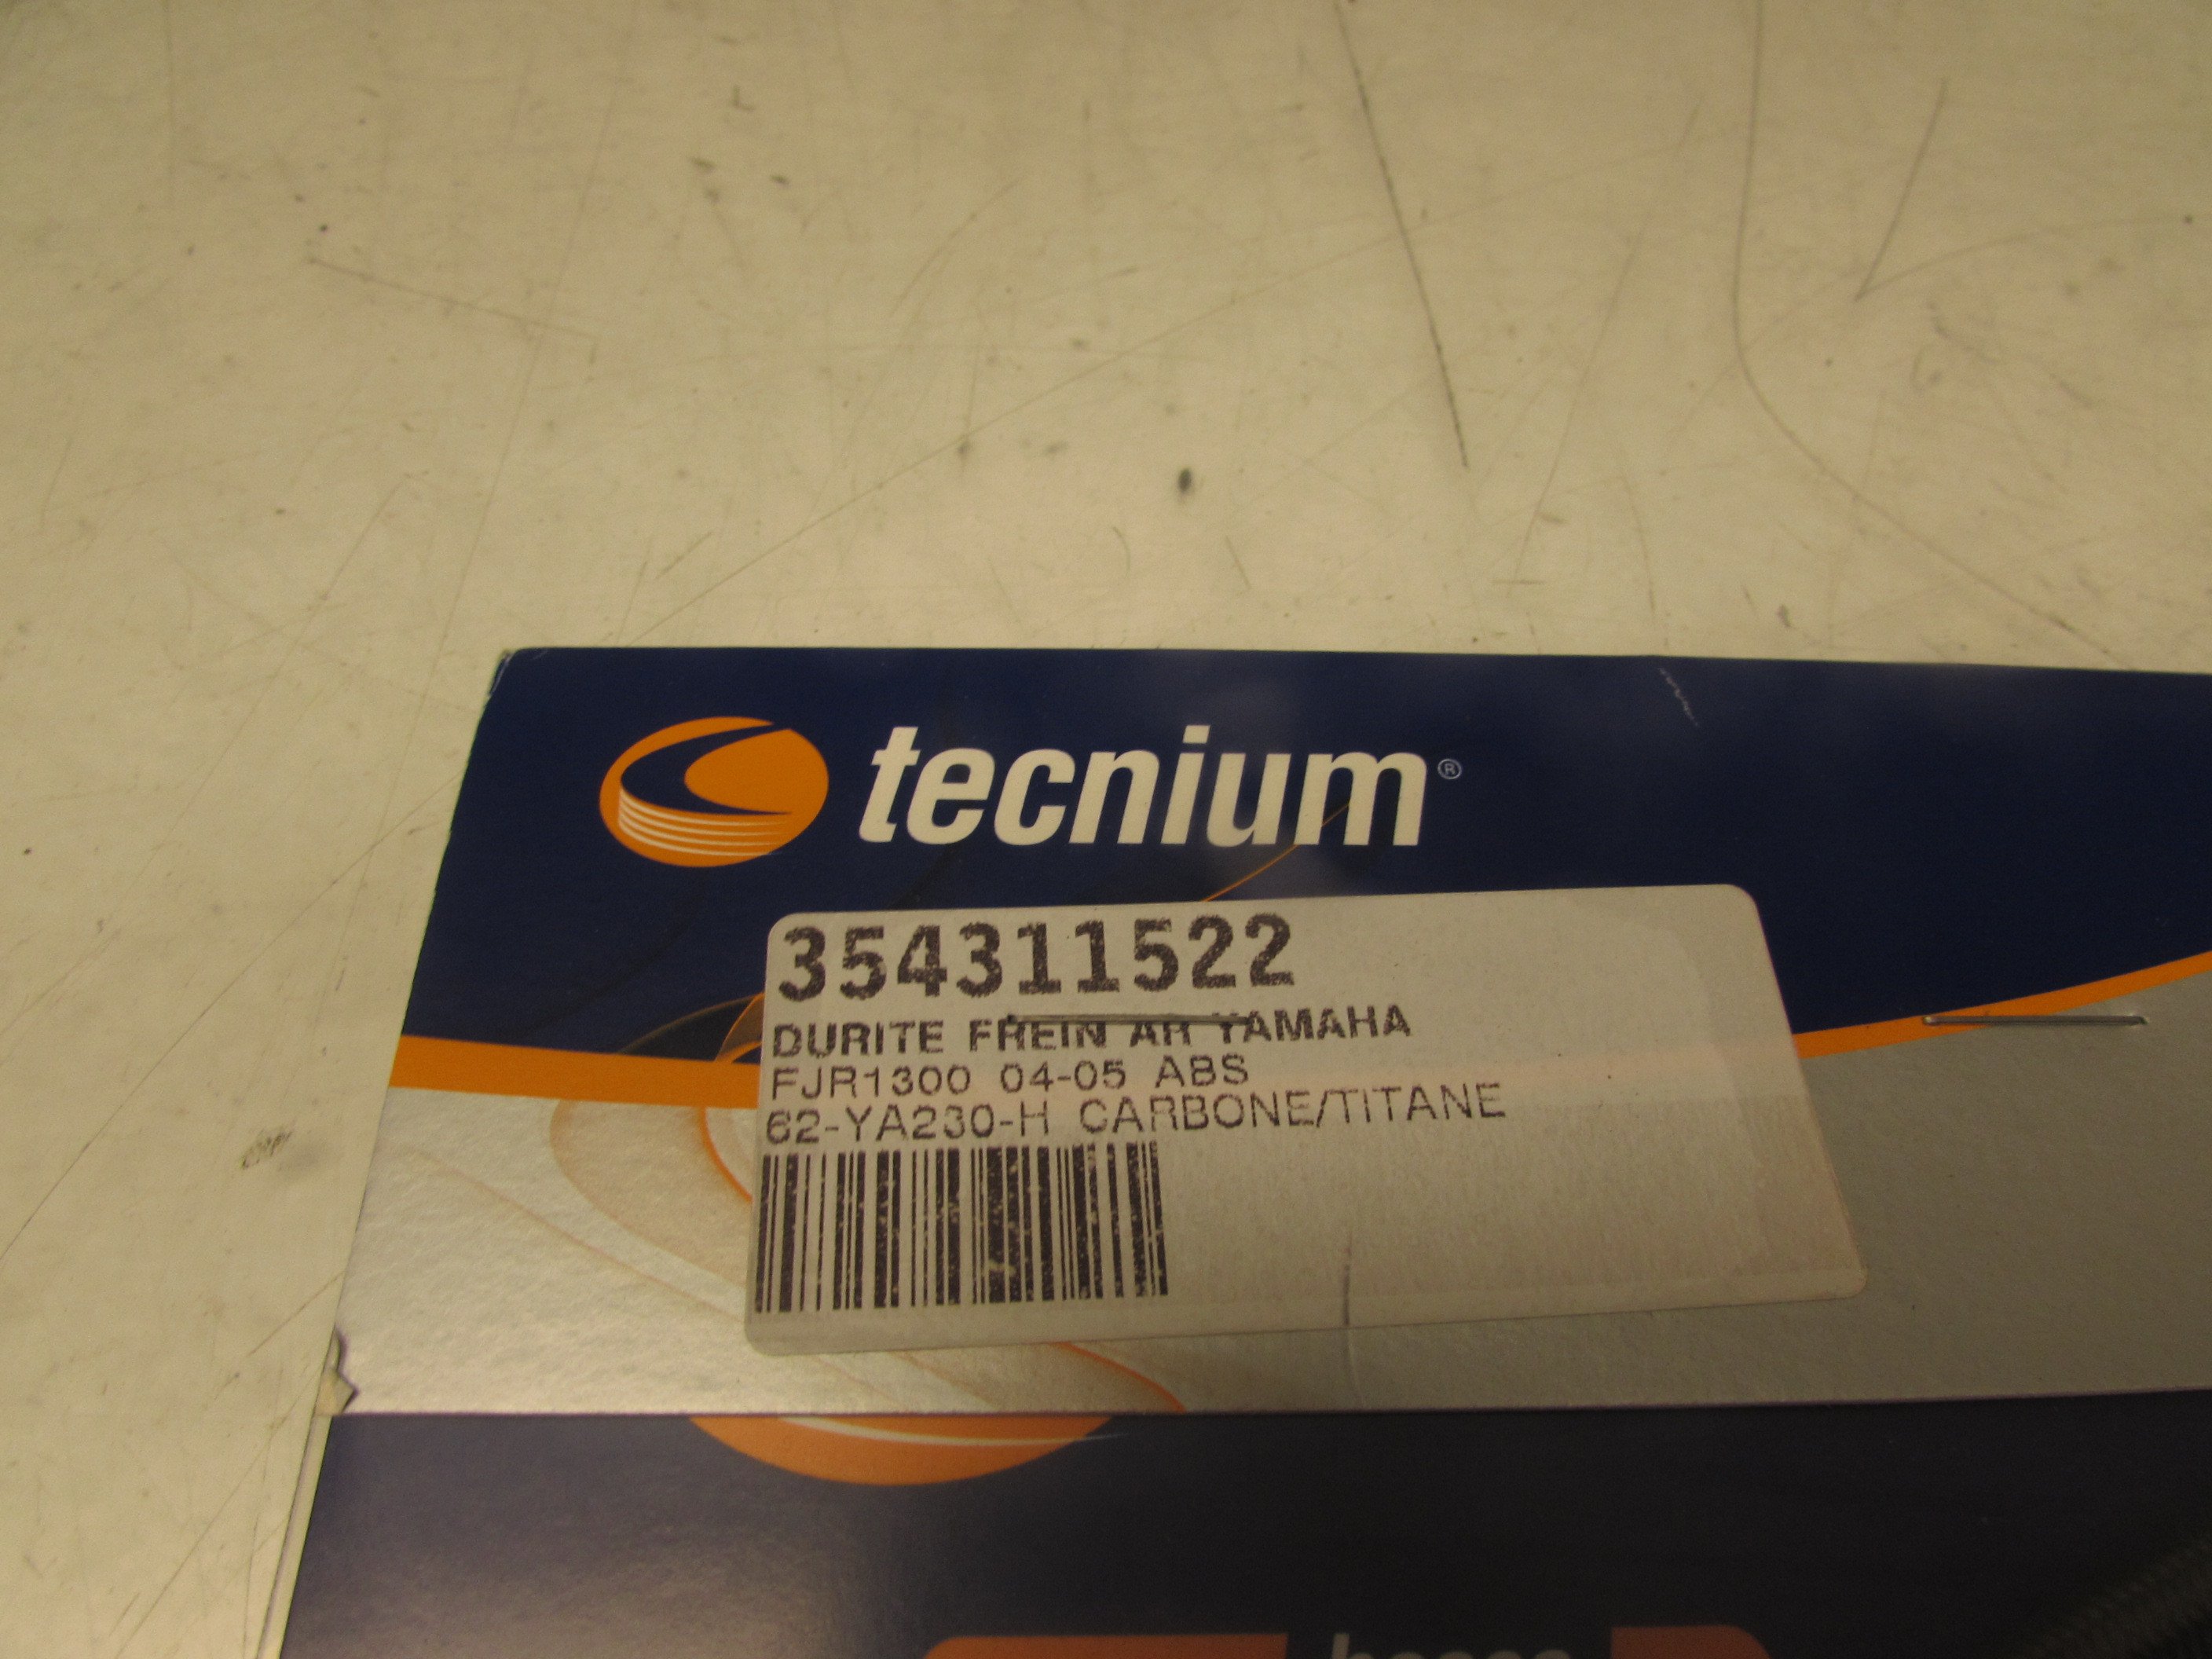 tecnium®
354311522
DURITE FREIN AR YAMAHA
FJR1300 04-05 ABS
62-YA230-H CARBONE/TITANE